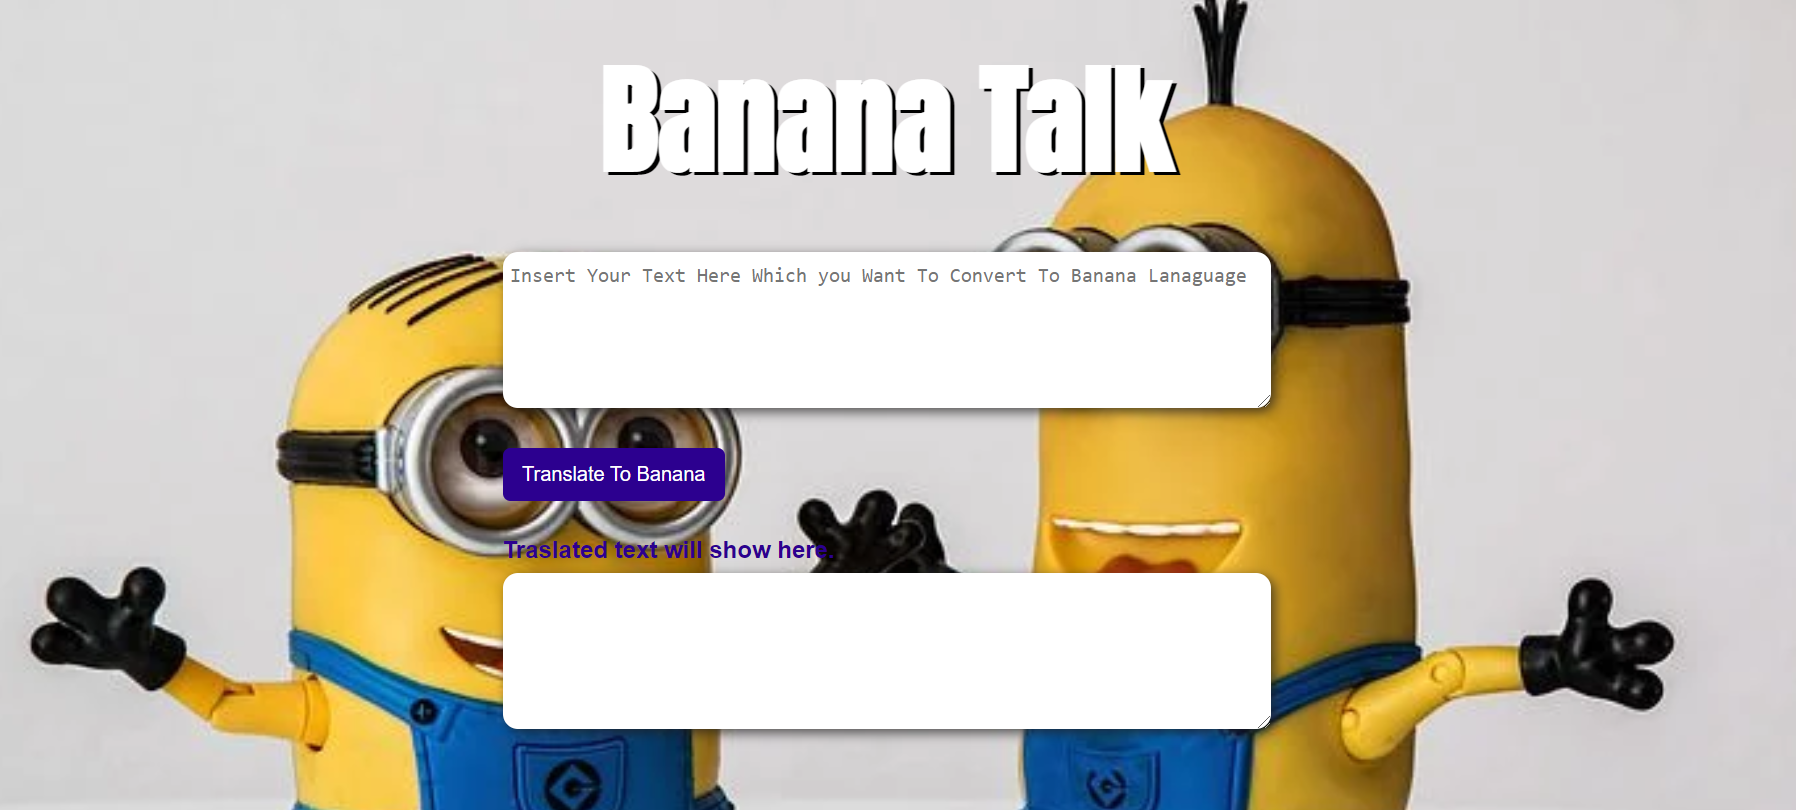 Banana Talk
Insert Your Text Here Which you Want To Convert To Banana Lanaguage
Translate To Banana
Traslated text will show here.